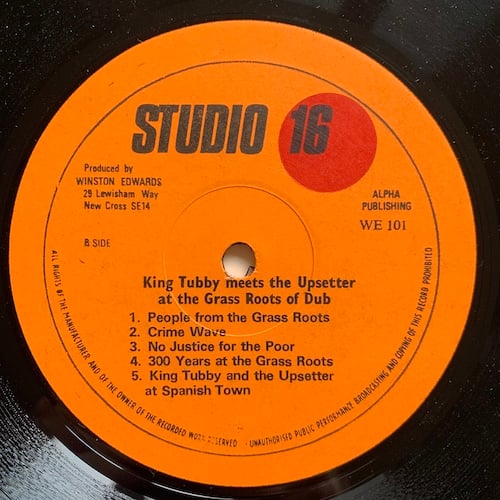 STUDIO 16
Produced by
WINSTON EDWARDS
29 Lewisham Way
New Cross SE14
ALPHA
PUBLISHING
WE 101
B SIDE
King Tubby meets the Upsetter
at the Grass Roots of Dub
1. People from the Grass Roots
2. Crime Wave
3. No Justice for the Poor
4. 300 Years at the Grass Roots
5. King Tubby and the Upsetter
at Spanish Town
ALL RIGHTS OF THE MANUFACTURER AND OF THE OWNER OF THE RECORDED WORK RESERVED · UNAUTHORISED PUBLIC PERFORMANCE BROADCASTING AND COPYING OF THIS RECORD PROHIBITED